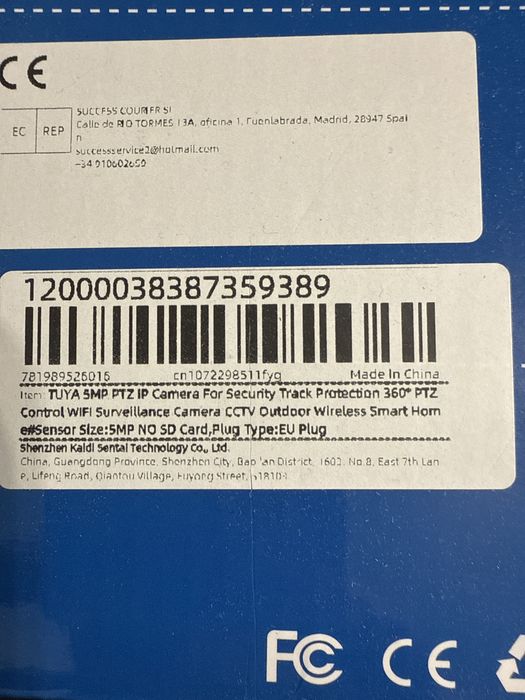 CE
EC REP
SUCCESS COURIER SL
Calle de RIO TORMES 13A, oficina 1, Fuenlabrada, Madrid, 28947 Spai
n
successservice2@hotmail.com
+34 910602659
12000038387359389
781989526016 cn1072298511fyq Made In China
Item: TUYA 5MP PTZ IP Camera For Security Track Protection 360° PTZ
Control WIFI Surveillance Camera CCTV Outdoor Wireless Smart Hom
e#Sensor Size:5MP NO SD Card,Plug Type:EU Plug
Shenzhen Kaidi Sental Technology Co., Ltd.
China, Guangdong Province, Shenzhen City, Bao 'an District, 1603, No.8, East 7th Lan
e, Lifeng Road, Qiaotou Village, Fuyong Street, 518103
FC CE